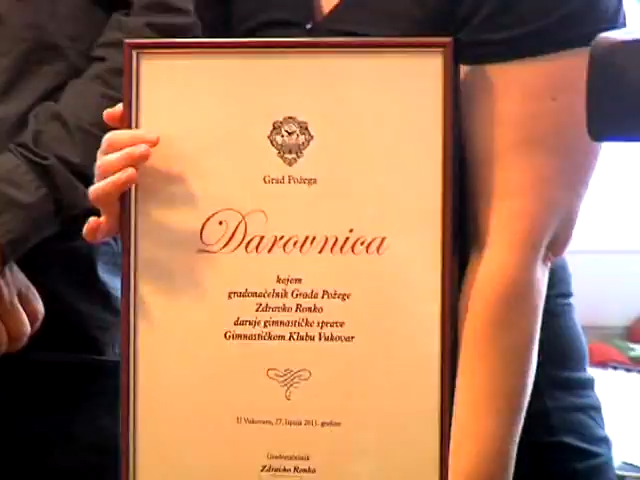 Grad Požega
Darovnica
kojom
gradonačelnik Grada Požege
Zdravko Ronko
daruje gimnastičke sprave
Gimnastičkom Klubu Vukovar
U Vukovaru, 27. lipnja 2011. godine
Gradonačelnik
Zdravko Ronko